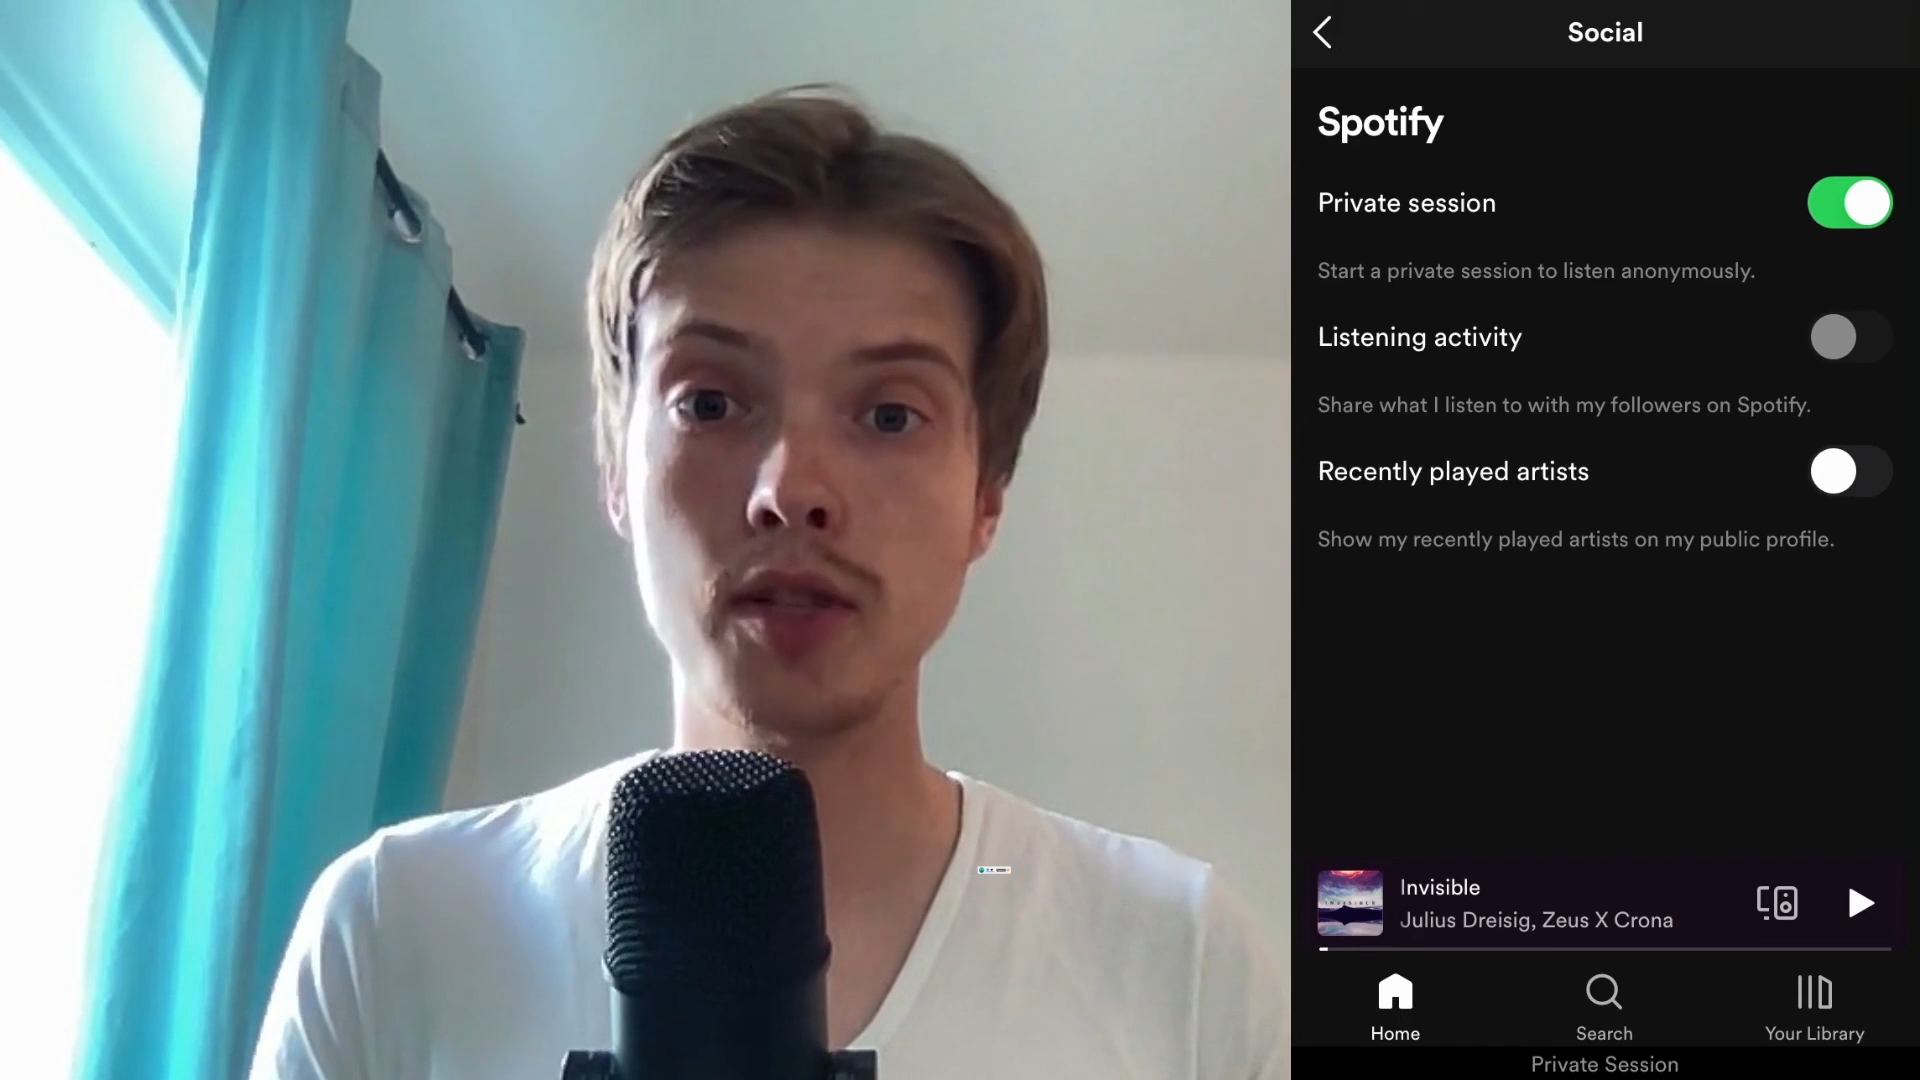 Social
Spotify
Private session
Start a private session to listen anonymously.
Listening activity
Share what I listen to with my followers on Spotify.
Recently played artists
Show my recently played artists on my public profile.
INVISIBLE
Invisible
Julius Dreisig, Zeus X Crona
Home
Search
Your Library
Private Session